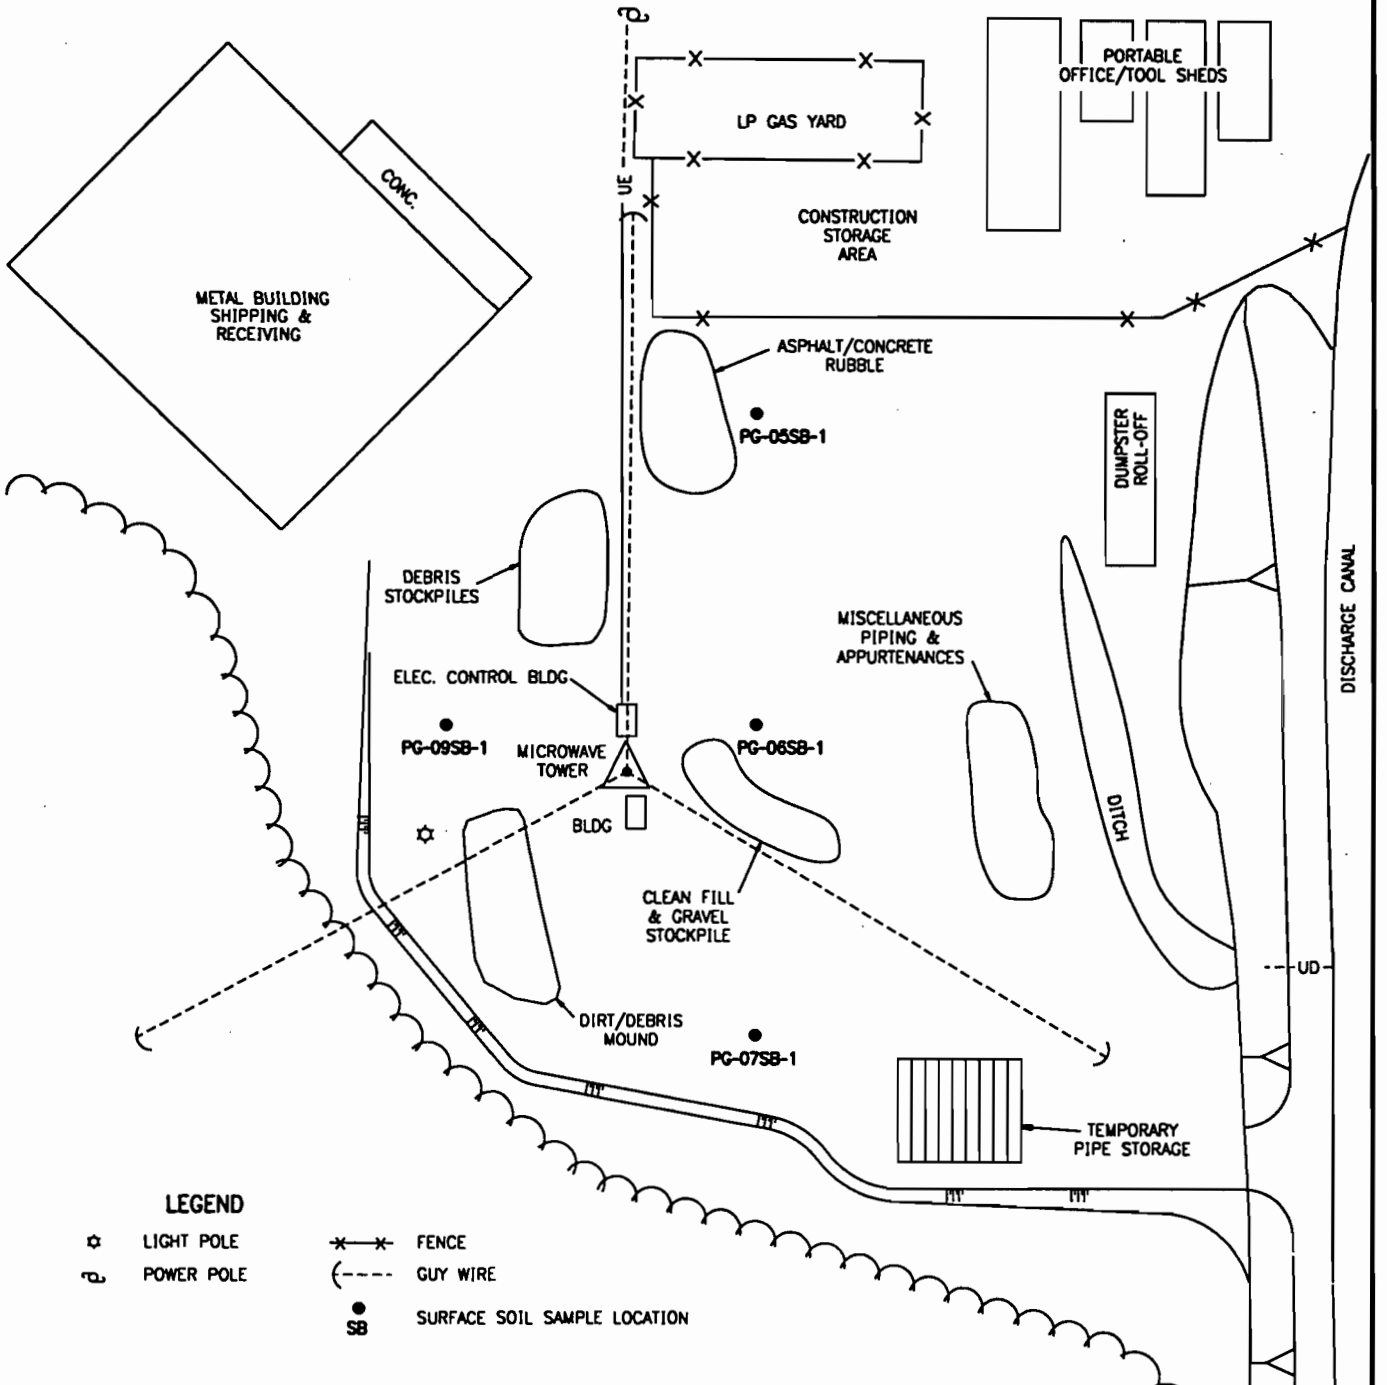 PORTABLE
OFFICE/TOOL SHEDS
LP GAS YARD
CONC.
UE
CONSTRUCTION
STORAGE
AREA
METAL BUILDING
SHIPPING &
RECEIVING
ASPHALT/CONCRETE
RUBBLE
PG-05SB-1
DUMPSTER
ROLL-OFF
DISCHARGE CANAL
DEBRIS
STOCKPILES
MISCELLANEOUS
PIPING &
APPURTENANCES
ELEC. CONTROL BLDG
PG-09SB-1
MICROWAVE
TOWER
PG-06SB-1
BLDG
DITCH
CLEAN FILL
& GRAVEL
STOCKPILE
UD
DIRT/DEBRIS
MOUND
PG-07SB-1
TEMPORARY
PIPE STORAGE
LEGEND
LIGHT POLE
FENCE
POWER POLE
GUY WIRE
SB
SURFACE SOIL SAMPLE LOCATION